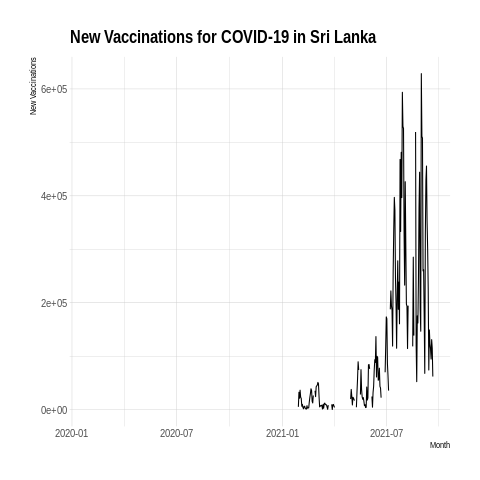 New Vaccinations for COVID-19 in Sri Lanka
New Vaccinations
6e+05
4e+05
2e+05
0e+00
2020-01 2020-07 2021-01 2021-07
Month